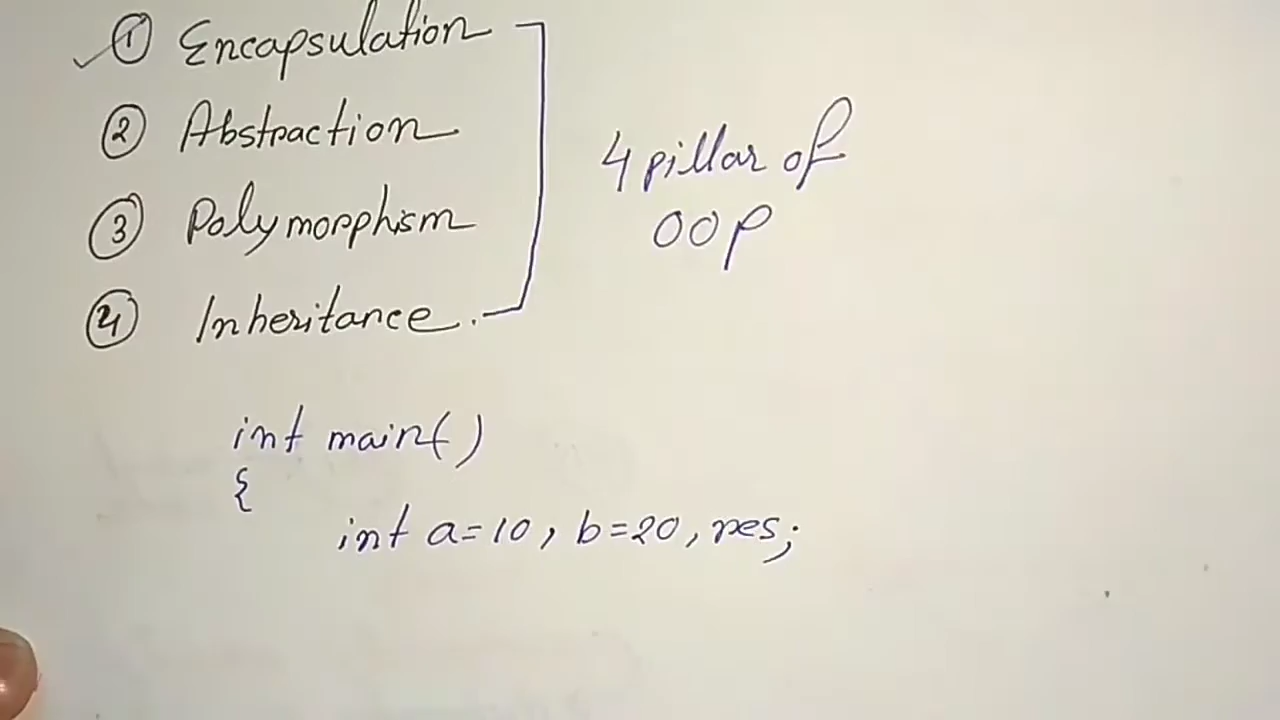 ① Encapsulation
② Abstraction
③ Polymorphism
④ Inheritance.
4 pillar of
OOP
int main()
{
int a=10, b=20, res;